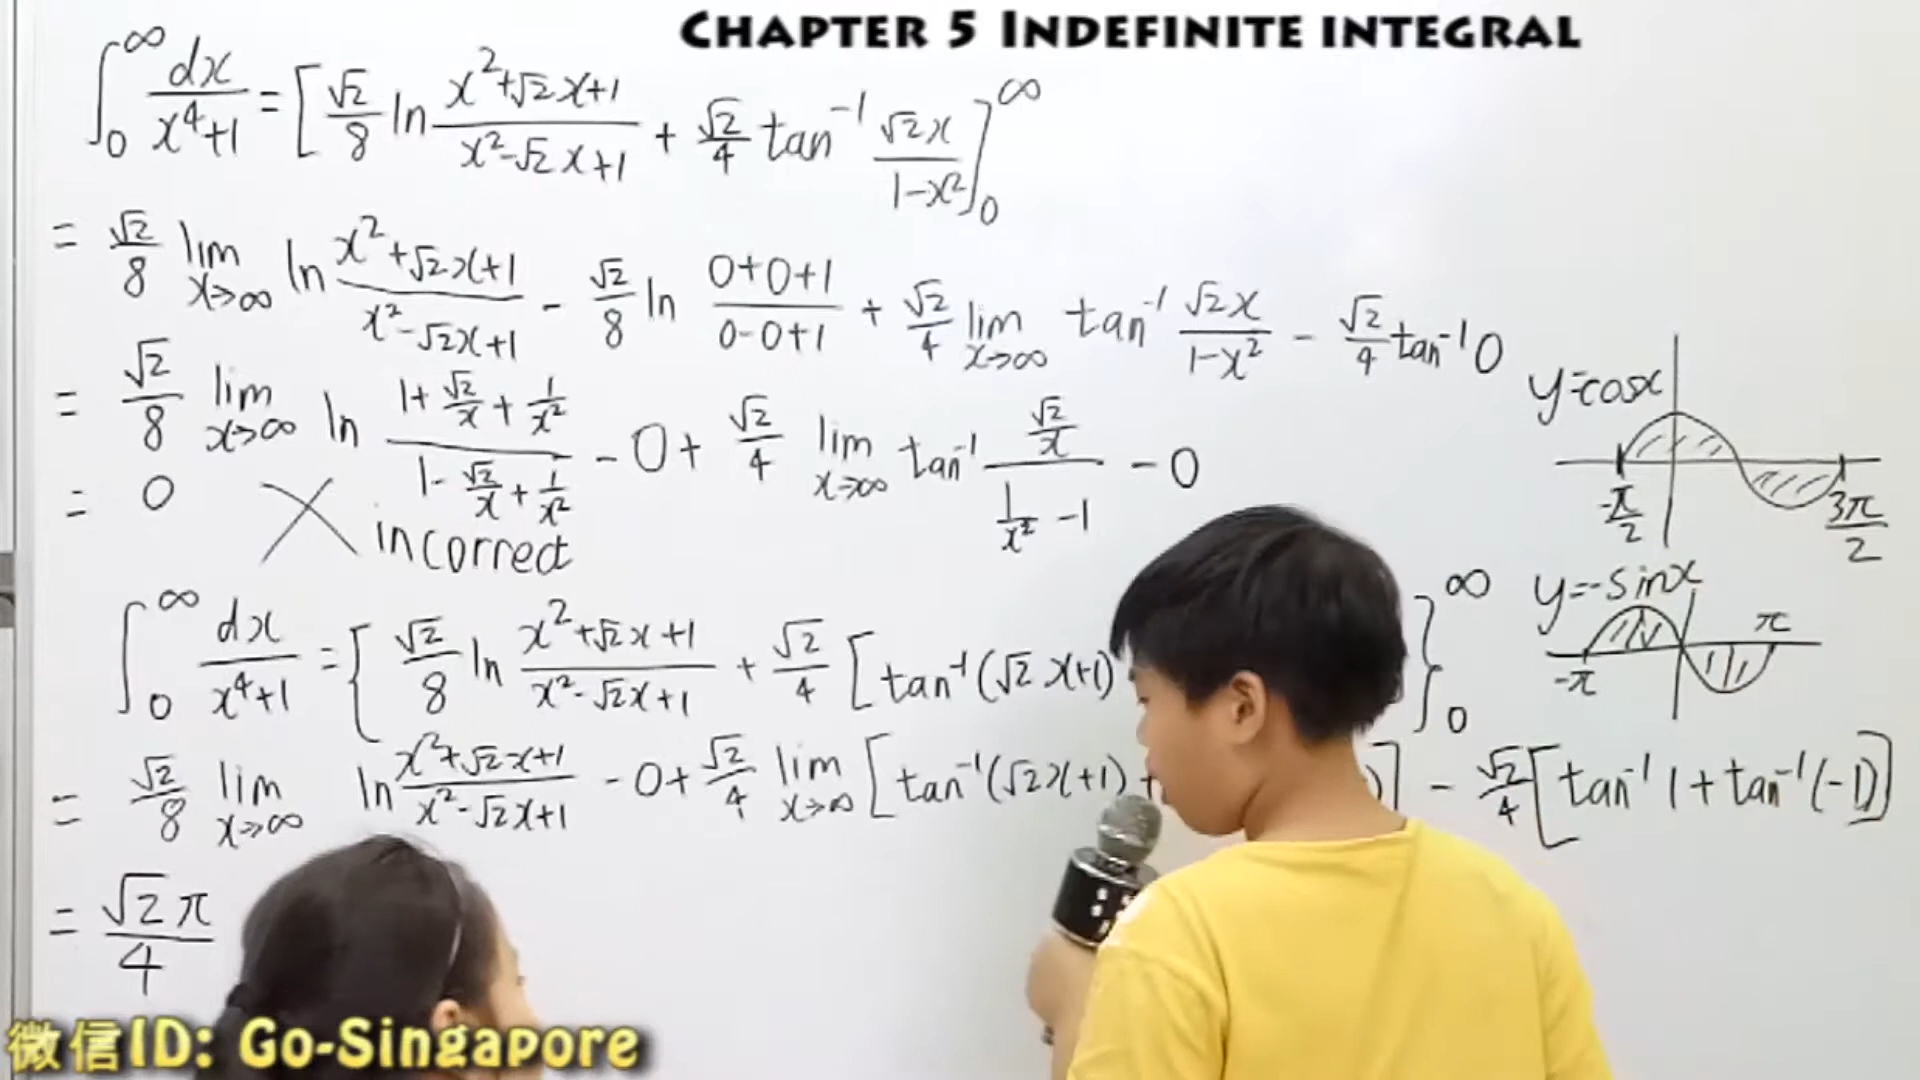 CHAPTER 5 INDEFINITE INTEGRAL
∫₀^∞ dx/(x⁴+1) = [√2/8 ln (x²+√2x+1)/(x²-√2x+1) + √2/4 tan⁻¹ √2x/(1-x²)]₀^∞
= √2/8 lim x→∞ ln (x²+√2x+1)/(x²-√2x+1) - √2/8 ln (0+0+1)/(0-0+1) + √2/4 lim x→∞ tan⁻¹ √2x/(1-x²) - √2/4 tan⁻¹ 0
= √2/8 lim x→∞ ln (1+√2/x+1/x²)/(1-√2/x+1/x²) - 0 + √2/4 lim x→∞ tan⁻¹ (√2/x)/(1/x²-1) - 0
= 0 ✗ incorrect
y=cosx
-π/2 3π/2
y=-sinx
-π π
∫₀^∞ dx/(x⁴+1) = {√2/8 ln (x²+√2x+1)/(x²-√2x+1) + √2/4 [tan⁻¹(√2x+1) }₀^∞
= √2/8 lim x→∞ ln (x²+√2x+1)/(x²-√2x+1) - 0 + √2/4 lim x→∞ [tan⁻¹(√2x+1) + )] - √2/4 [tan⁻¹ 1 + tan⁻¹(-1)]
= √2π/4
微信ID: Go-Singapore